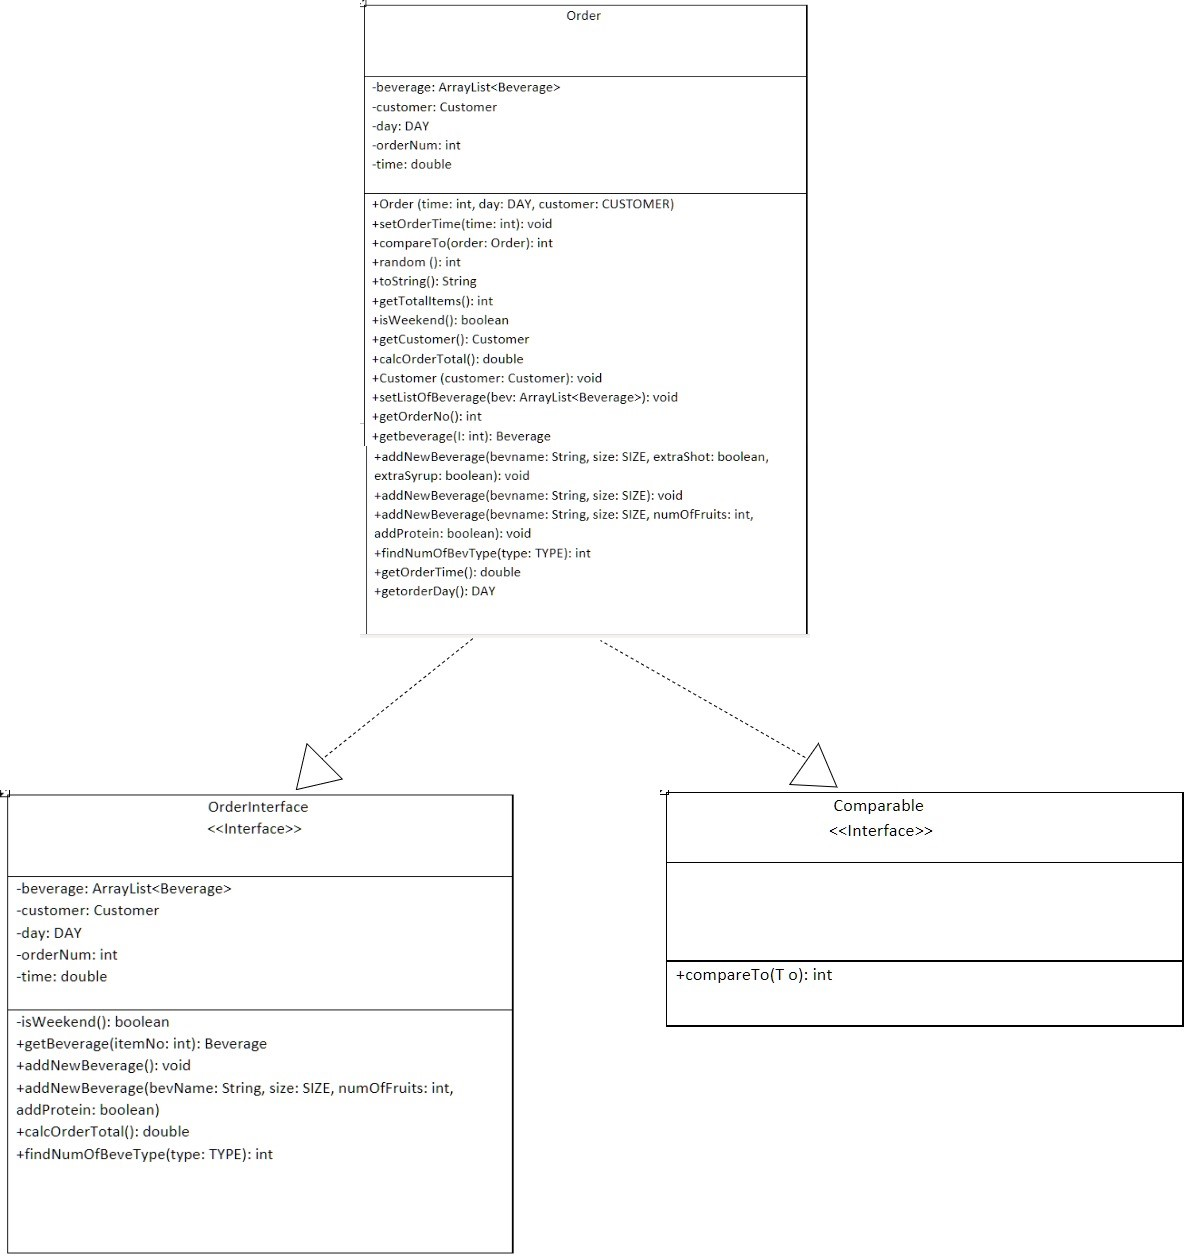 Order
-beverage: ArrayList<Beverage>
-customer: Customer
-day: DAY
-orderNum: int
-time: double
+Order (time: int, day: DAY, customer: CUSTOMER)
+setOrderTime(time: int): void
+compareTo(order: Order): int
+random (): int
+toString(): String
+getTotalItems(): int
+isWeekend(): boolean
+getCustomer(): Customer
+calcOrderTotal(): double
+Customer (customer: Customer): void
+setListOfBeverage(bev: ArrayList<Beverage>): void
+getOrderNo(): int
+getbeverage(I: int): Beverage
+addNewBeverage(bevname: String, size: SIZE, extraShot: boolean,
extraSyrup: boolean): void
+addNewBeverage(bevname: String, size: SIZE): void
+addNewBeverage(bevname: String, size: SIZE, numOfFruits: int,
addProtein: boolean): void
+findNumOfBevType(type: TYPE): int
+getOrderTime(): double
+getorderDay(): DAY
OrderInterface
<<Interface>>
-beverage: ArrayList<Beverage>
-customer: Customer
-day: DAY
-orderNum: int
-time: double
-isWeekend(): boolean
+getBeverage(itemNo: int): Beverage
+addNewBeverage(): void
+addNewBeverage(bevName: String, size: SIZE, numOfFruits: int,
addProtein: boolean)
+calcOrderTotal(): double
+findNumOfBeveType(type: TYPE): int
Comparable
<<Interface>>
+compareTo(T o): int